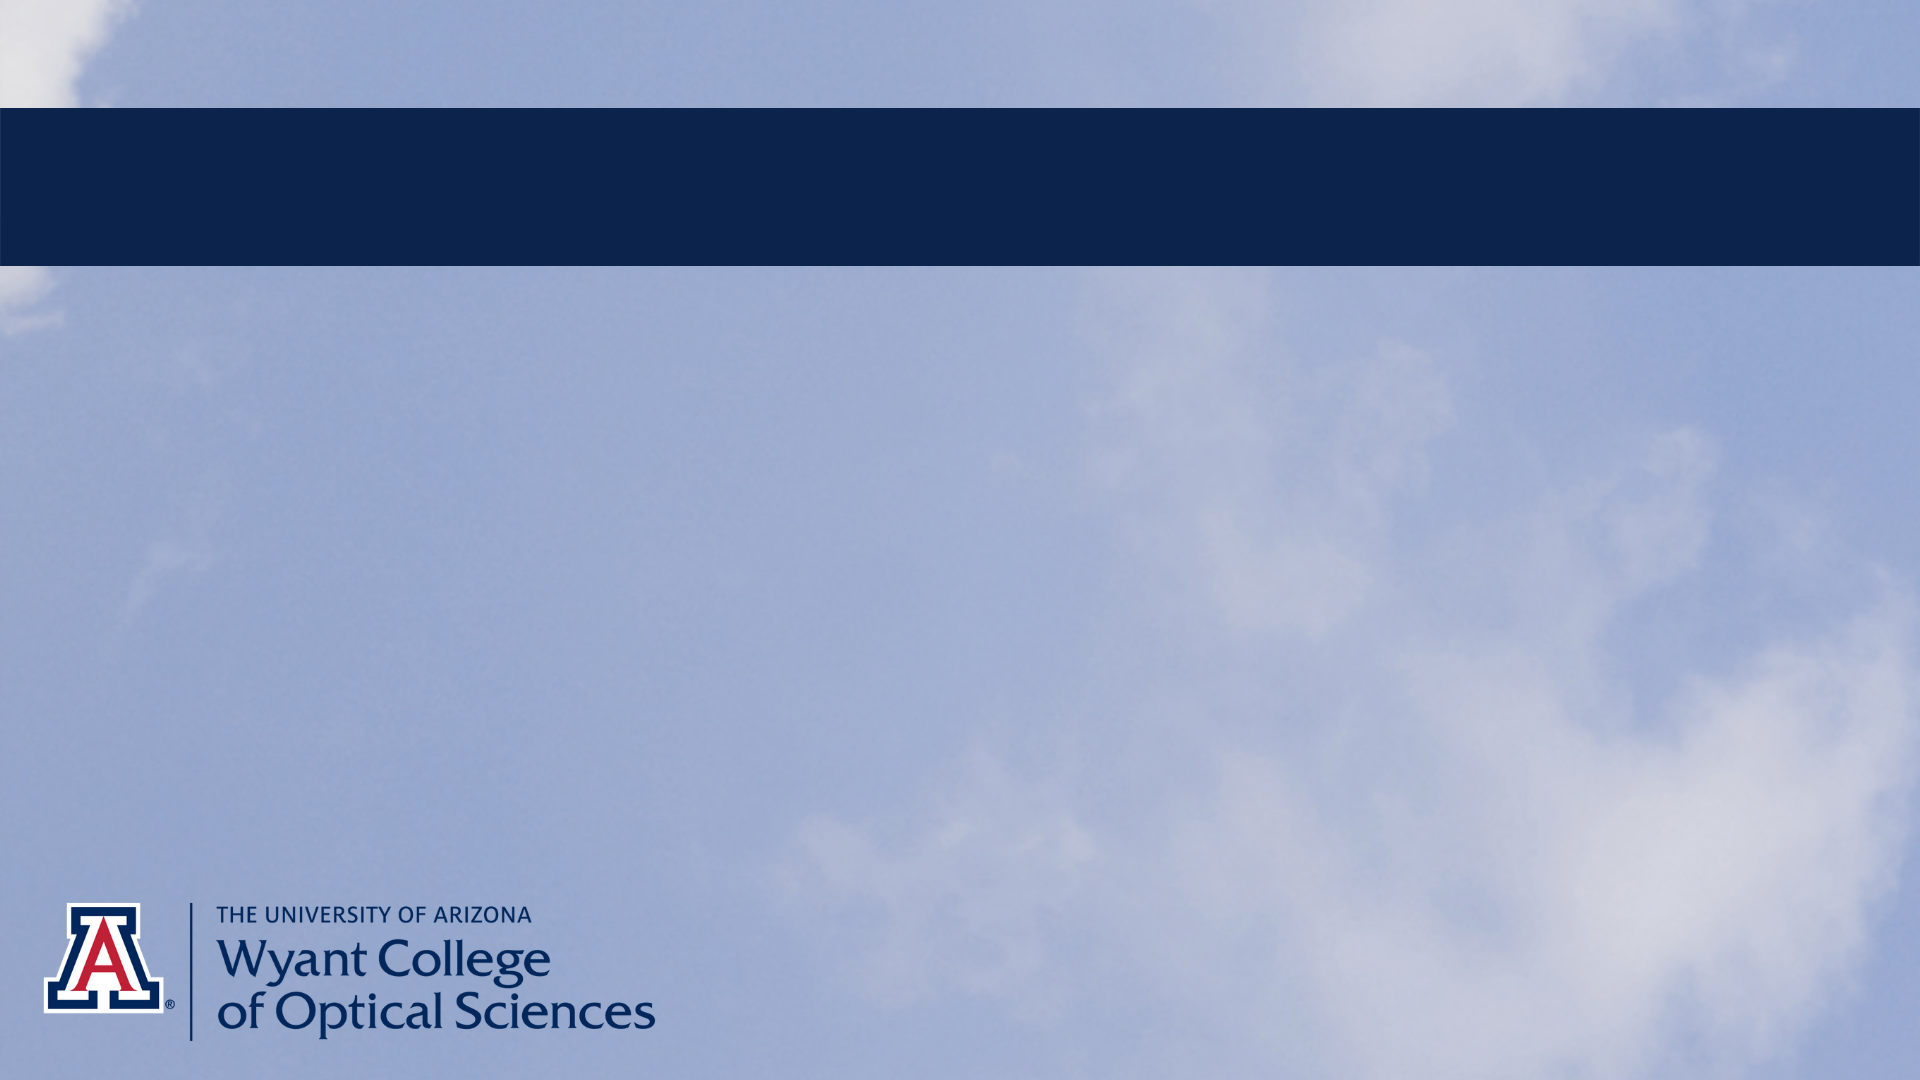 A®
THE UNIVERSITY OF ARIZONA
Wyant College
of Optical Sciences